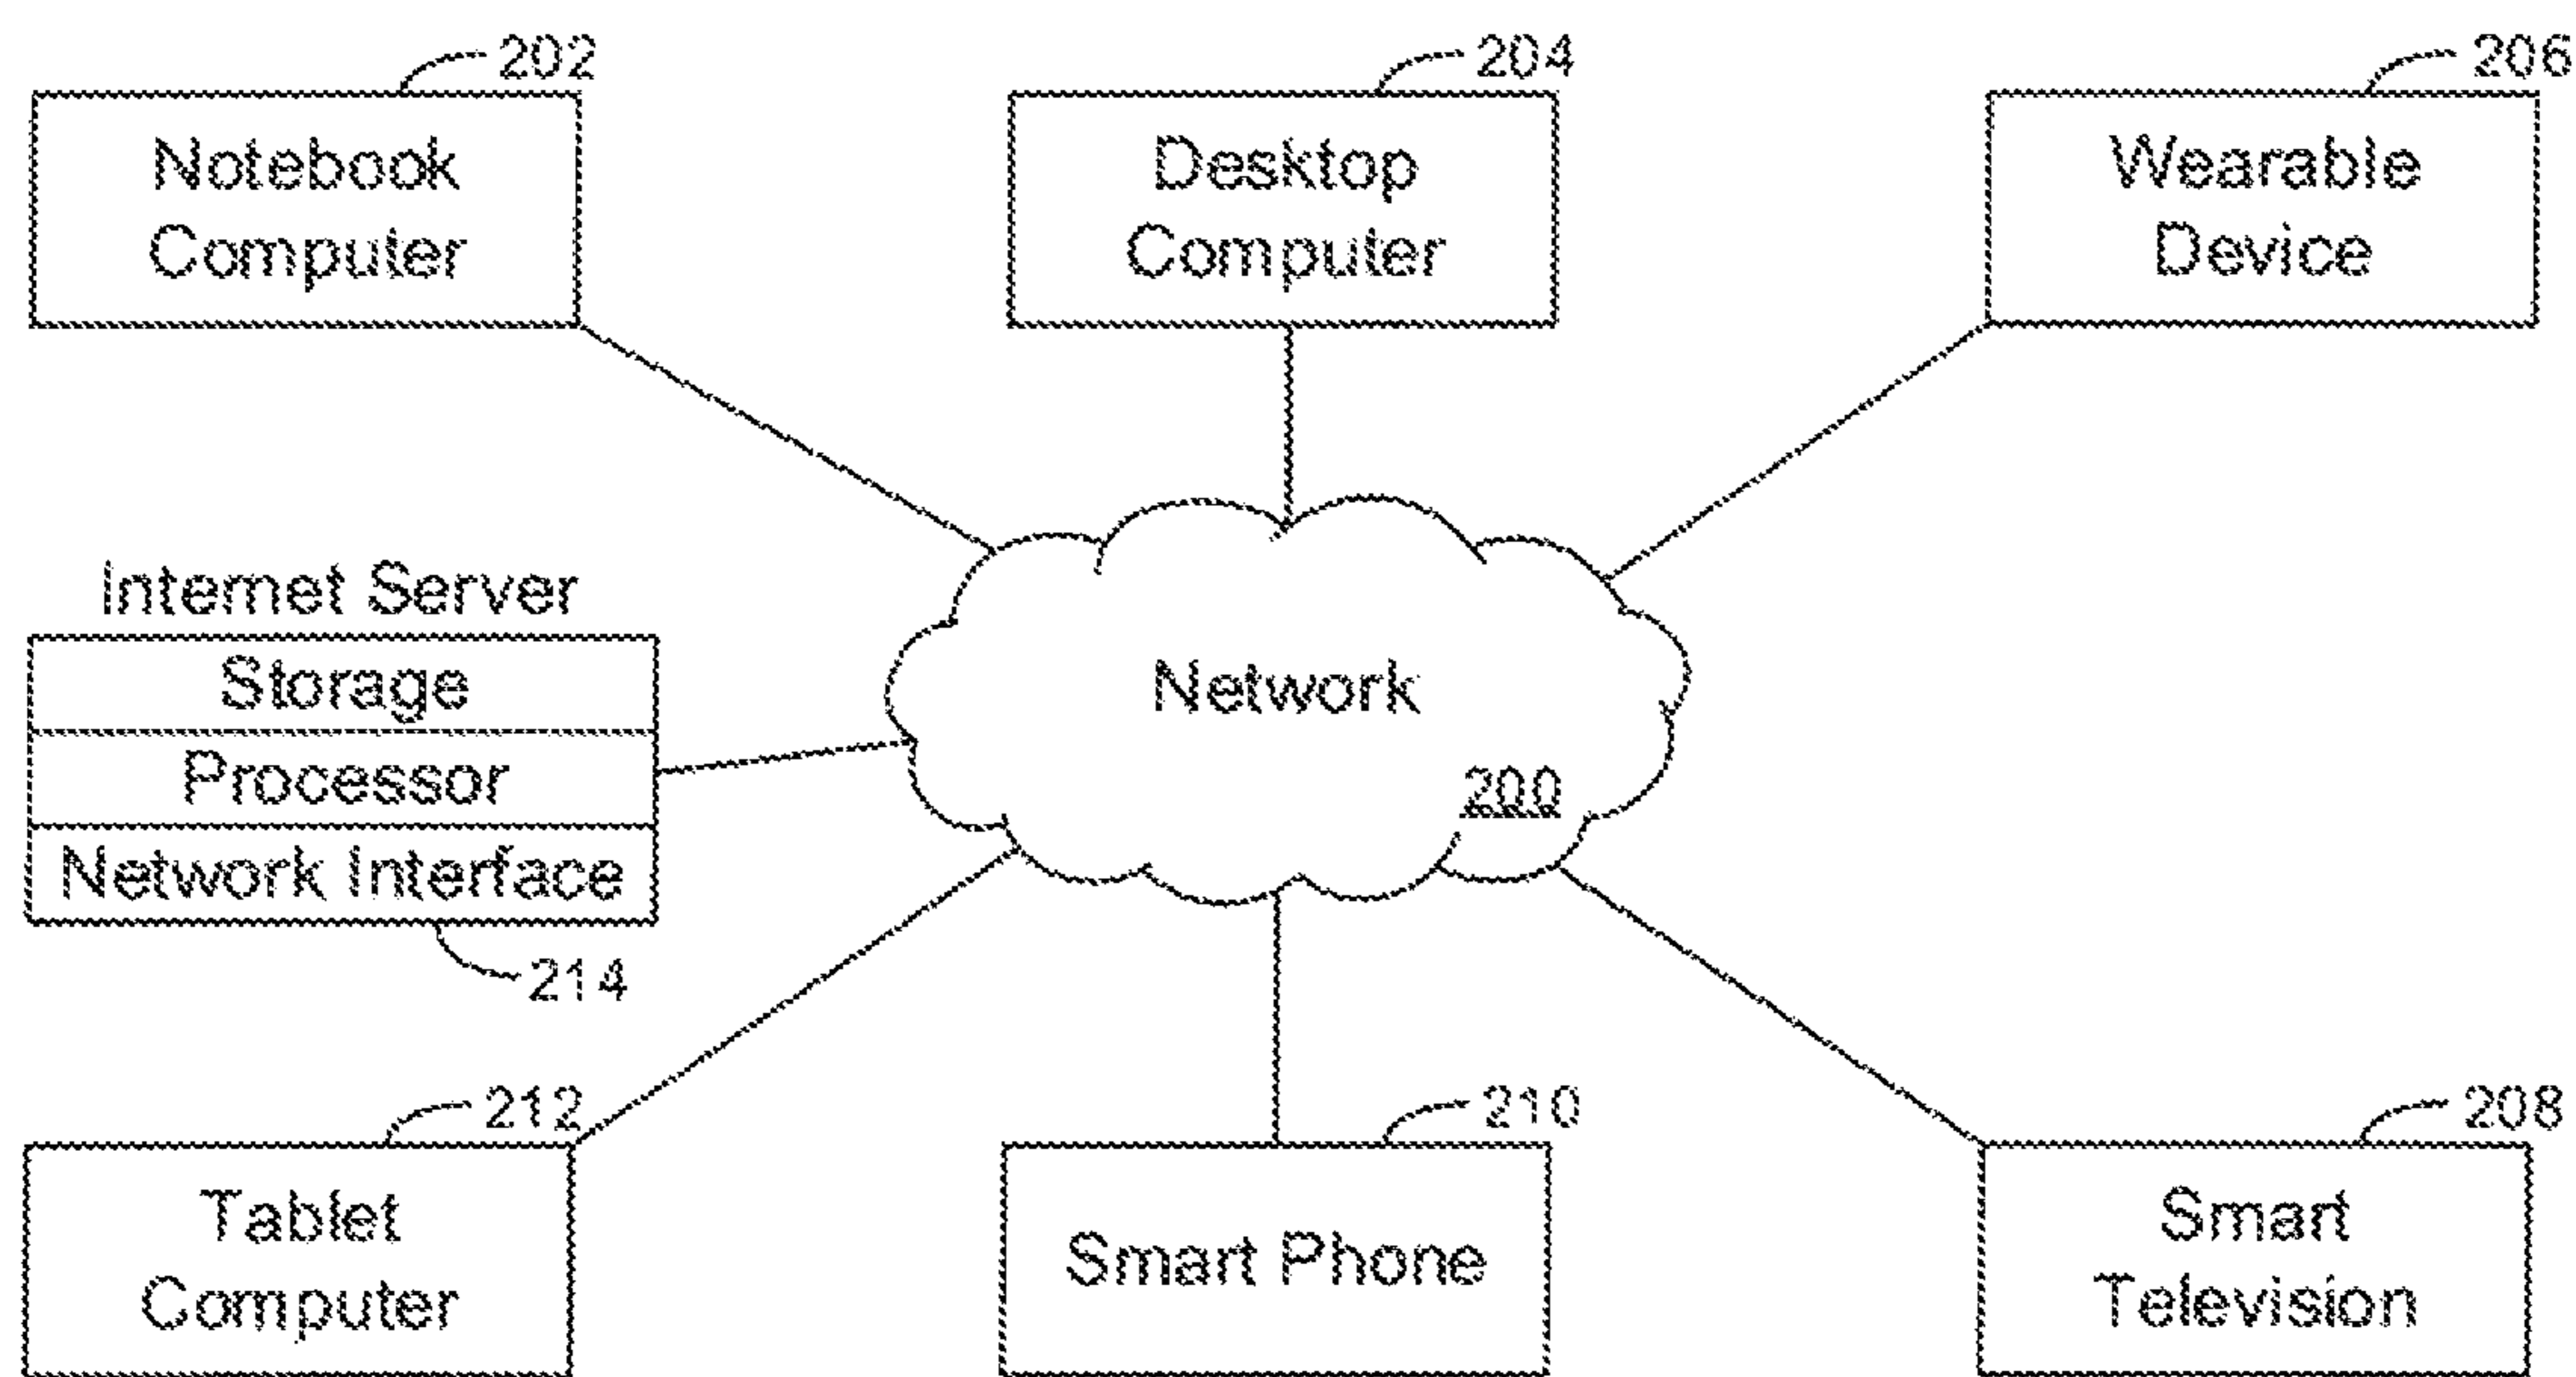 202
Notebook
Computer
204
Desktop
Computer
206
Wearable
Device
Internet Server
Storage
Processor
Network Interface
214
Network
200
212
Tablet
Computer
210
Smart Phone
208
Smart
Television